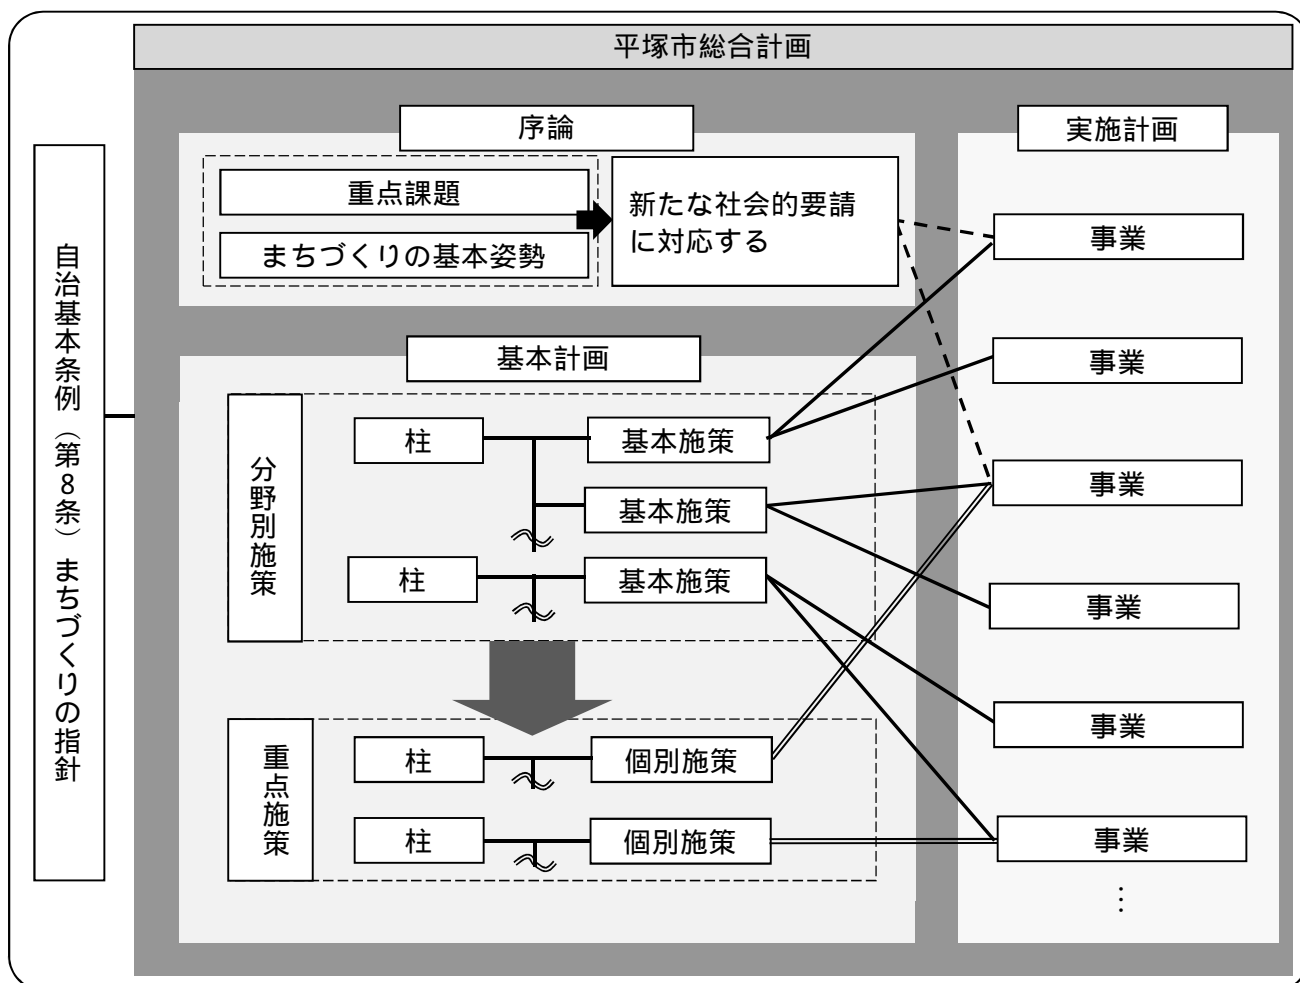 平塚市総合計画
自治基本条例（第８条）まちづくりの指針
序論
重点課題
まちづくりの基本姿勢
新たな社会的要請
に対応する
基本計画
分野別施策
柱
基本施策
基本施策
柱
基本施策
重点施策
柱
個別施策
柱
個別施策
実施計画
事業
事業
事業
事業
事業
事業
⋮